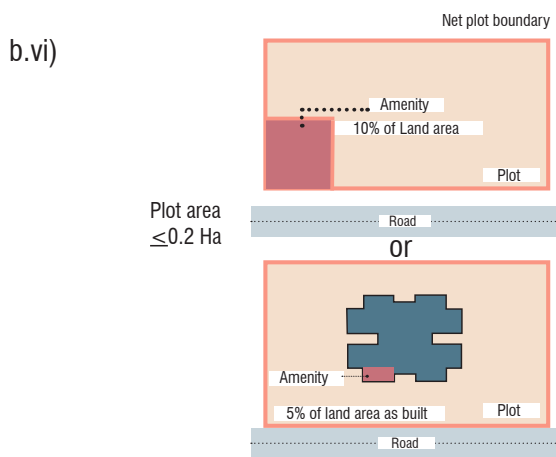 Net plot boundary
b.vi)
Amenity
10% of Land area
Plot
Plot area
≤0.2 Ha
Road
or
Amenity
5% of land area as built
Plot
Road